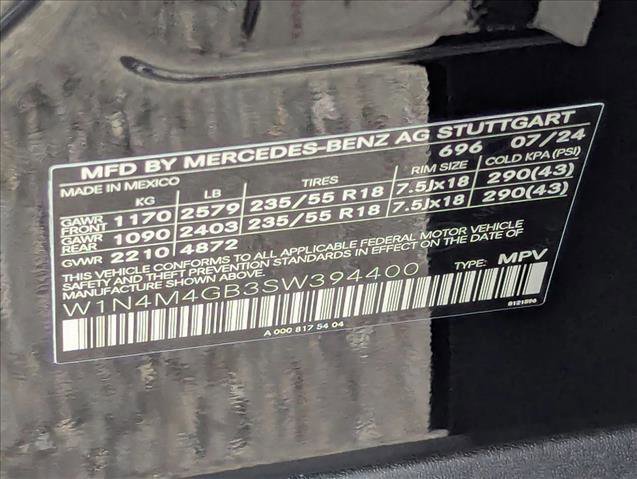 MFD BY MERCEDES-BENZ AG STUTTGART
MADE IN MEXICO 696 07/24
KG LB TIRES RIM SIZE COLD KPA (PSI)
GAWR FRONT 1170 2579 235/55 R18 7.5Jx18 290(43)
GAWR REAR 1090 2403 235/55 R18 7.5Jx18 290(43)
GVWR 2210 4872
THIS VEHICLE CONFORMS TO ALL APPLICABLE FEDERAL MOTOR VEHICLE
SAFETY AND THEFT PREVENTION STANDARDS IN EFFECT ON THE DATE OF
MANUFACTURE SHOWN ABOVE.
W1N4M4GB3SW394400 TYPE: MPV
A 000 817 54 04